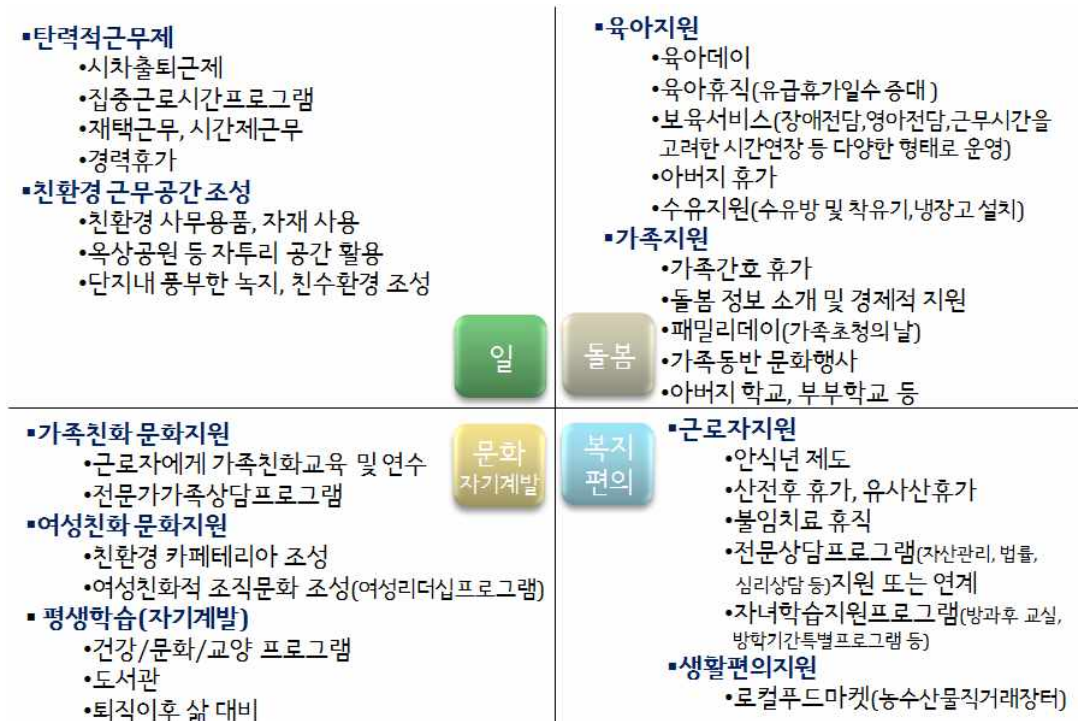 ▪탄력적근무제
•시차출퇴근제
•집중근로시간프로그램
•재택근무, 시간제근무
•경력휴가
▪친환경 근무공간 조성
•친환경 사무용품, 자재 사용
•옥상공원 등 자투리 공간 활용
•단지내 풍부한 녹지, 친수환경 조성
일
▪육아지원
•육아데이
•육아휴직(유급휴가일수 증대 )
•보육서비스(장애전담,영아전담,근무시간을
고려한 시간연장 등 다양한 형태로 운영)
•아버지 휴가
•수유지원(수유방 및 착유기,냉장고 설치)
▪가족지원
•가족간호 휴가
•돌봄 정보 소개 및 경제적 지원
•패밀리데이(가족초청의 날)
•가족동반 문화행사
•아버지 학교, 부부학교 등
돌봄
▪가족친화 문화지원
•근로자에게 가족친화교육 및 연수
•전문가가족상담프로그램
▪여성친화 문화지원
•친환경 카페테리아 조성
•여성친화적 조직문화 조성(여성리더십프로그램)
▪평생학습(자기계발)
•건강/문화/교양 프로그램
•도서관
•퇴직이후 삶 대비
문화
자기계발
복지
편의
▪근로자지원
•안식년 제도
•산전후 휴가, 유사산휴가
•불임치료 휴직
•전문상담프로그램(자산관리, 법률,
심리상담 등)지원 또는 연계
•자녀학습지원프로그램(방과후 교실,
방학기간특별프로그램 등)
▪생활편의지원
•로컬푸드마켓(농수산물직거래장터)